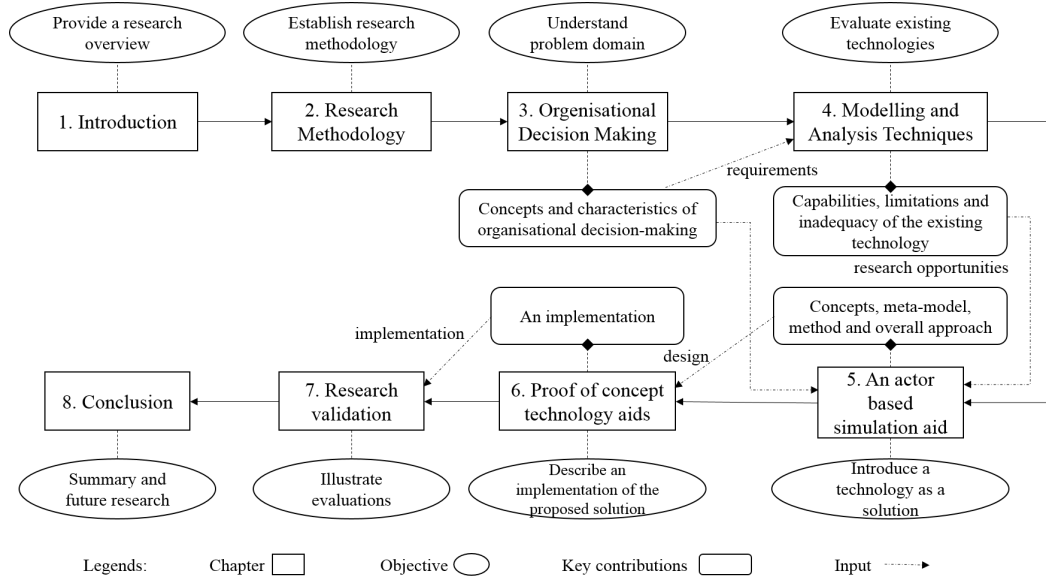 Provide a research
overview
Establish research
methodology
Understand
problem domain
Evaluate existing
technologies
1. Introduction
2. Research
Methodology
3. Orgenisational
Decision Making
4. Modelling and
Analysis Techniques
requirements
Concepts and characteristics of
organisational decision-making
Capabilities, limitations and
inadequacy of the existing
technology
research opportunities
An implementation
Concepts, meta-model,
method and overall approach
implementation
design
8. Conclusion
7. Research
validation
6. Proof of concept
technology aids
5. An actor
based
simulation aid
Summary and
future research
Illustrate
evaluations
Describe an
implementation of the
proposed solution
Introduce a
technology as a
solution
Legends:
Chapter
Objective
Key contributions
Input